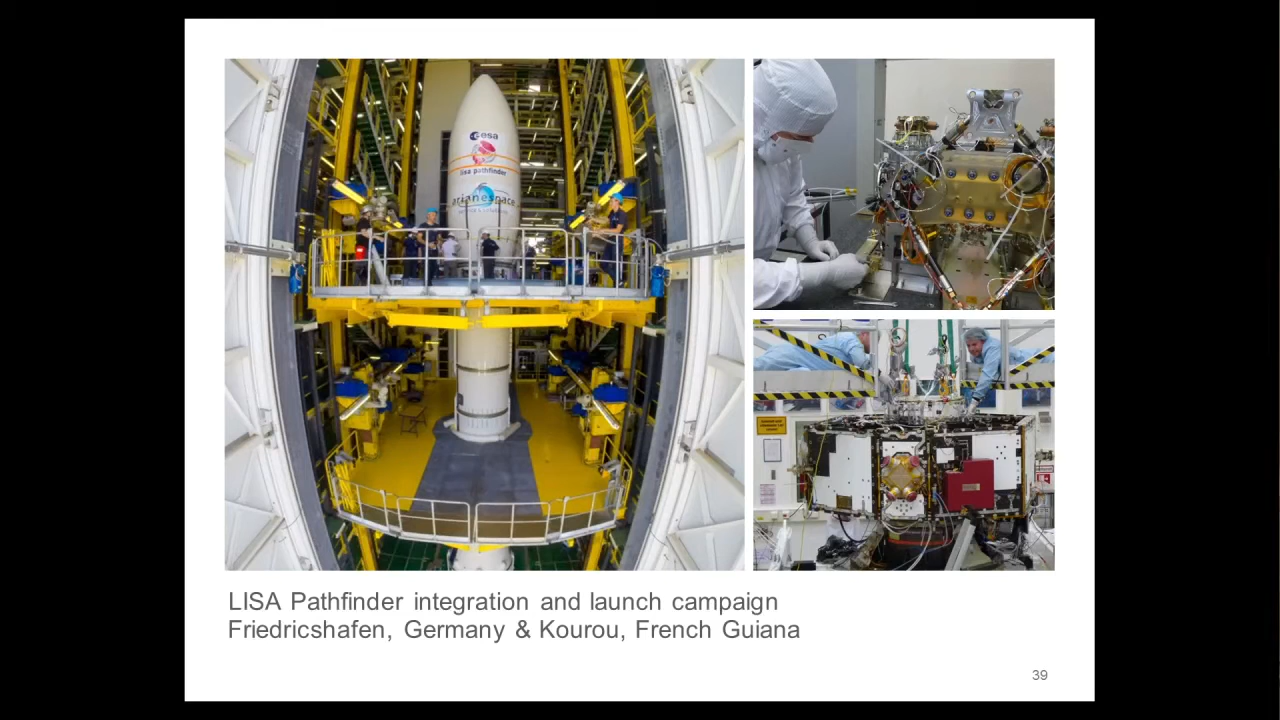 esa
lisa pathfinder
arianespace
LISA Pathfinder integration and launch campaign
Friedricshafen, Germany & Kourou, French Guiana
39